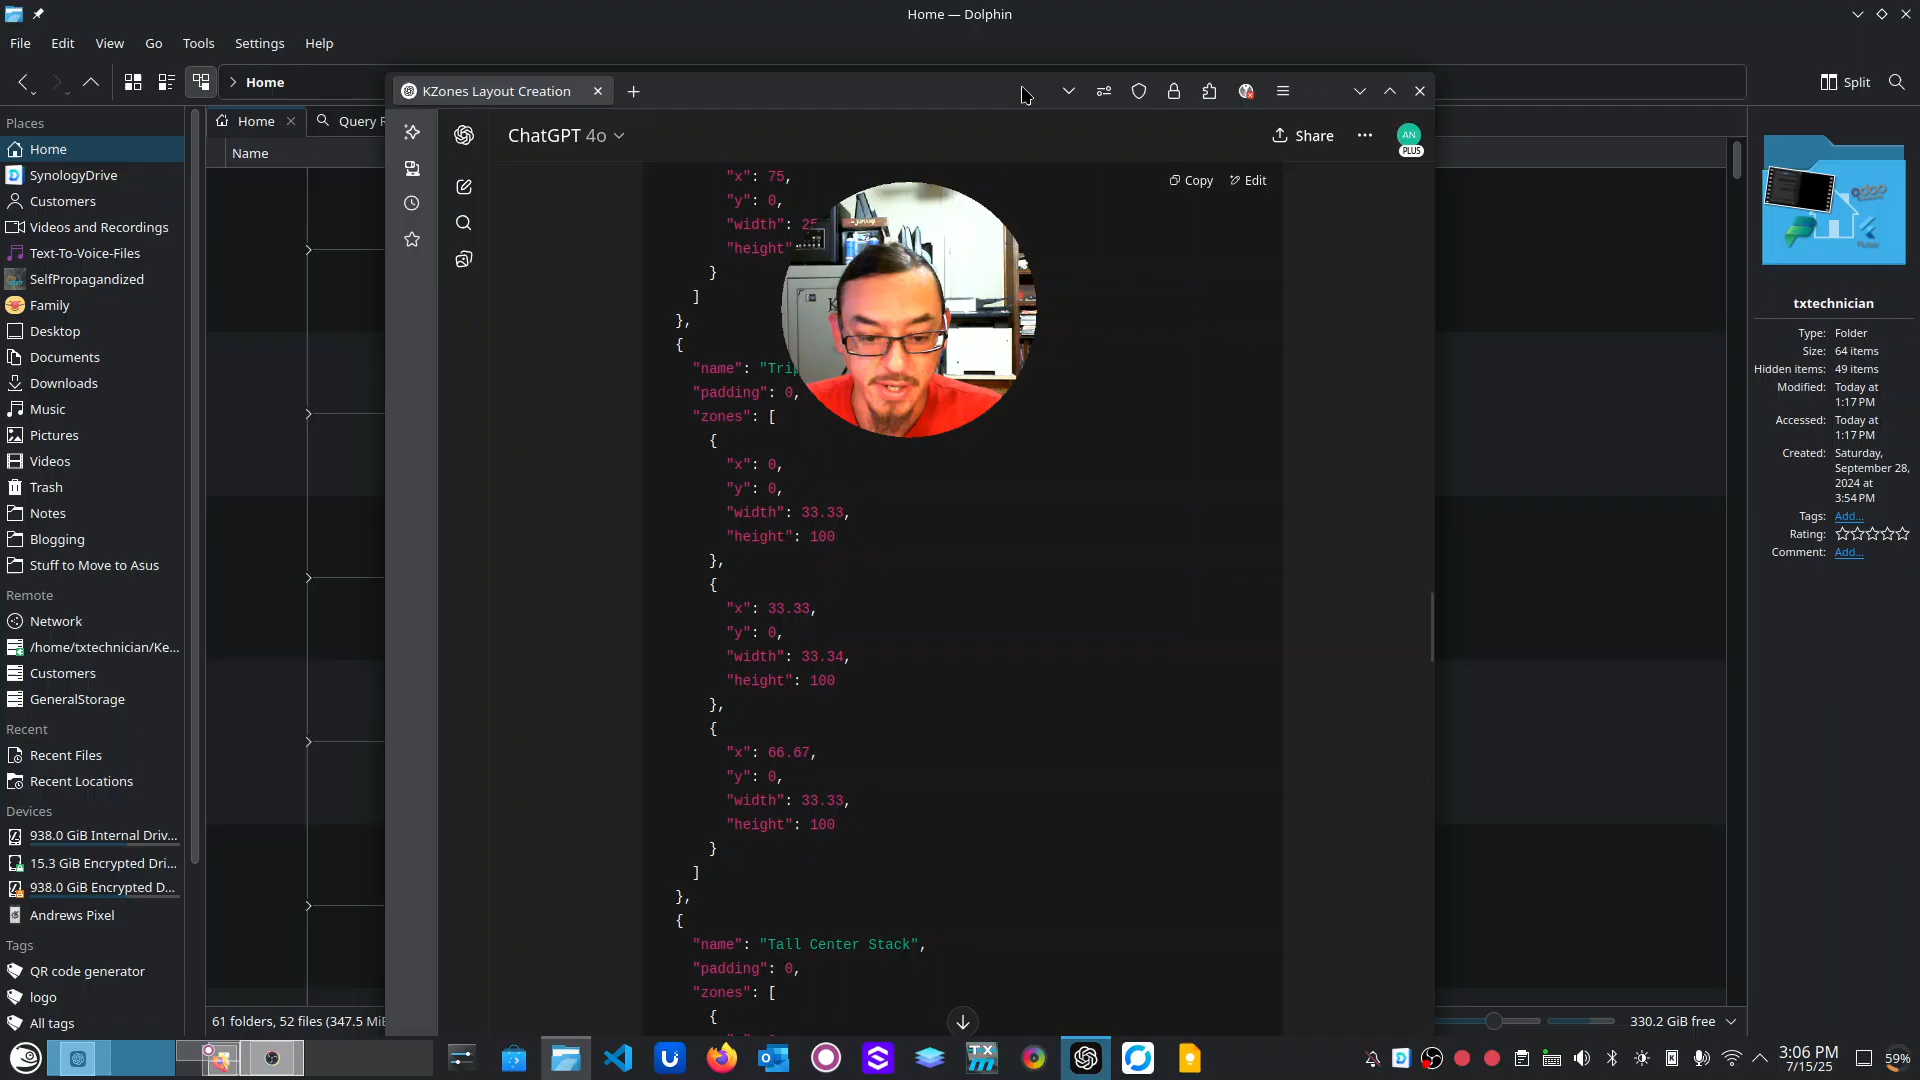 Home — Dolphin
File Edit View Go Tools Settings Help
Home
Split
KZones Layout Creation
Places
Home
SynologyDrive
Customers
Videos and Recordings
Text-To-Voice-Files
SelfPropagandized
Family
Desktop
Documents
Downloads
Music
Pictures
Videos
Trash
Notes
Blogging
Stuff to Move to Asus
Remote
Network
/home/txtechnician/Ke...
Customers
GeneralStorage
Recent
Recent Files
Recent Locations
Devices
938.0 GiB Internal Driv...
15.3 GiB Encrypted Dri...
938.0 GiB Encrypted D...
Andrews Pixel
Tags
QR code generator
logo
All tags
Home
Query R
Name
61 folders, 52 files (347.5 MiB
ChatGPT 4o
Share
AN
PLUS
Copy Edit
"x": 75,
"y": 0,
"width": 25
"height"
}
]
},
{
"name": "Trip
"padding": 0,
"zones": [
{
"x": 0,
"y": 0,
"width": 33.33,
"height": 100
},
{
"x": 33.33,
"y": 0,
"width": 33.34,
"height": 100
},
{
"x": 66.67,
"y": 0,
"width": 33.33,
"height": 100
}
]
},
{
"name": "Tall Center Stack",
"padding": 0,
"zones": [
{
odoo
Flutter
txtechnician
Type: Folder
Size: 64 items
Hidden items: 49 items
Modified: Today at
1:17 PM
Accessed: Today at
1:17 PM
Created: Saturday,
September 28,
2024 at
3:54 PM
Tags: Add...
Rating:
Comment: Add...
330.2 GiB free
TX
3:06 PM
7/15/25
59%